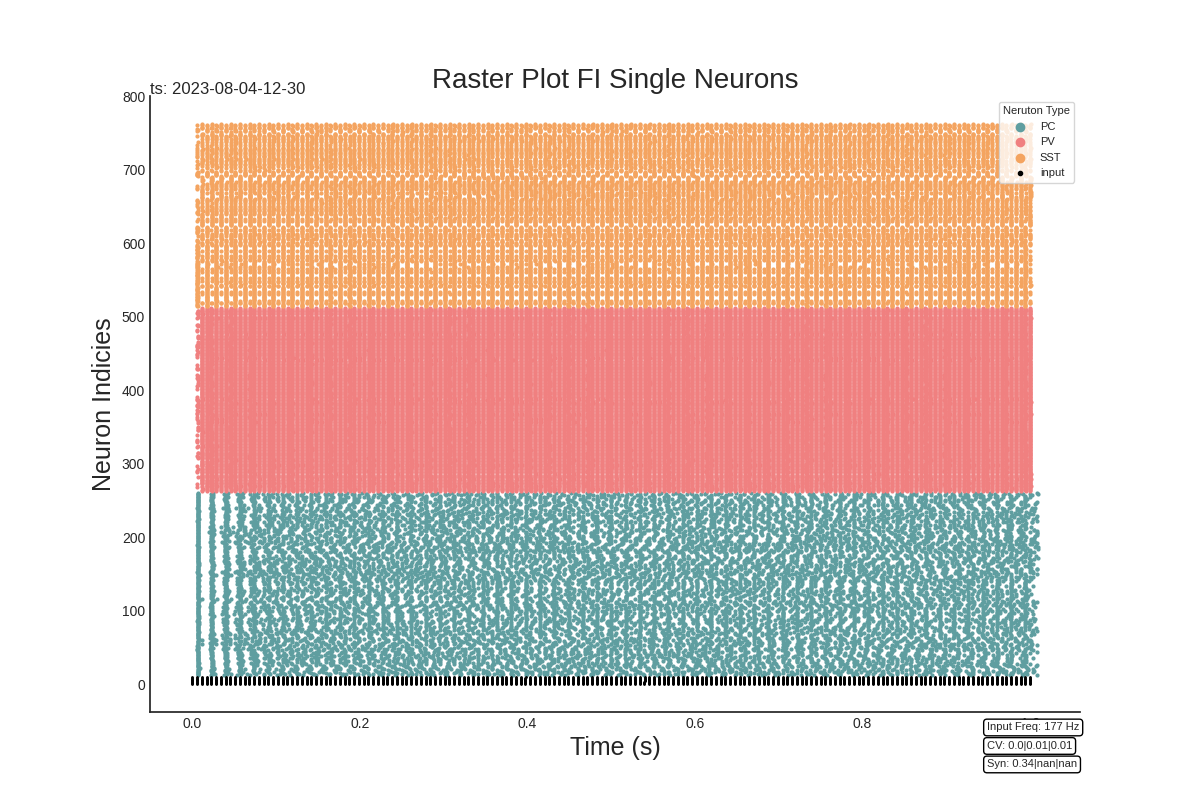 Raster Plot FI Single Neurons
ts: 2023-08-04-12-30
800
700
600
500
400
300
200
100
0
Neuron Indicies
Neruton Type
PC
PV
SST
input
0.0
0.2
0.4
0.6
0.8
Time (s)
Input Freq: 177 Hz
CV: 0.0|0.01|0.01
Syn: 0.34|nan|nan